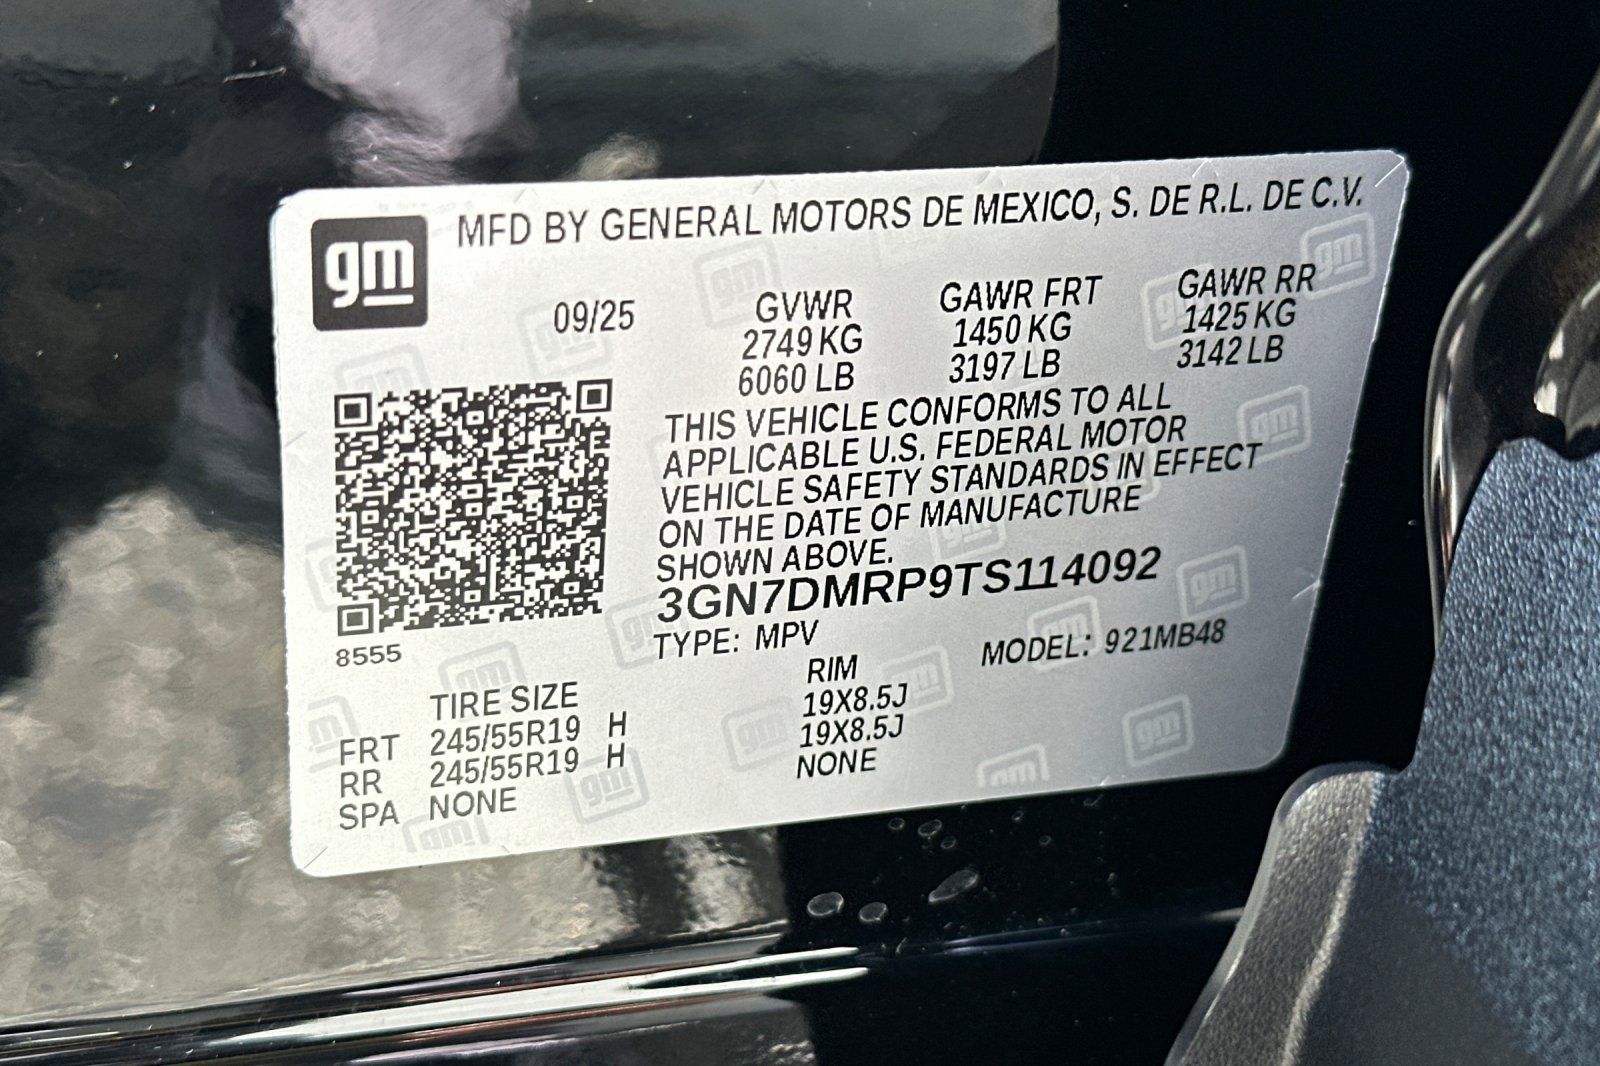 gm MFD BY GENERAL MOTORS DE MEXICO, S. DE R.L. DE C.V.
09/25 GVWR GAWR FRT GAWR RR
2749 KG 1450 KG 1425 KG
6060 LB 3197 LB 3142 LB
THIS VEHICLE CONFORMS TO ALL
APPLICABLE U.S. FEDERAL MOTOR
VEHICLE SAFETY STANDARDS IN EFFECT
ON THE DATE OF MANUFACTURE
SHOWN ABOVE.
3GN7DMRP9TS114092
TYPE: MPV MODEL: 921MB48
8555
TIRE SIZE RIM
FRT 245/55R19 H 19X8.5J
RR 245/55R19 H 19X8.5J
SPA NONE NONE